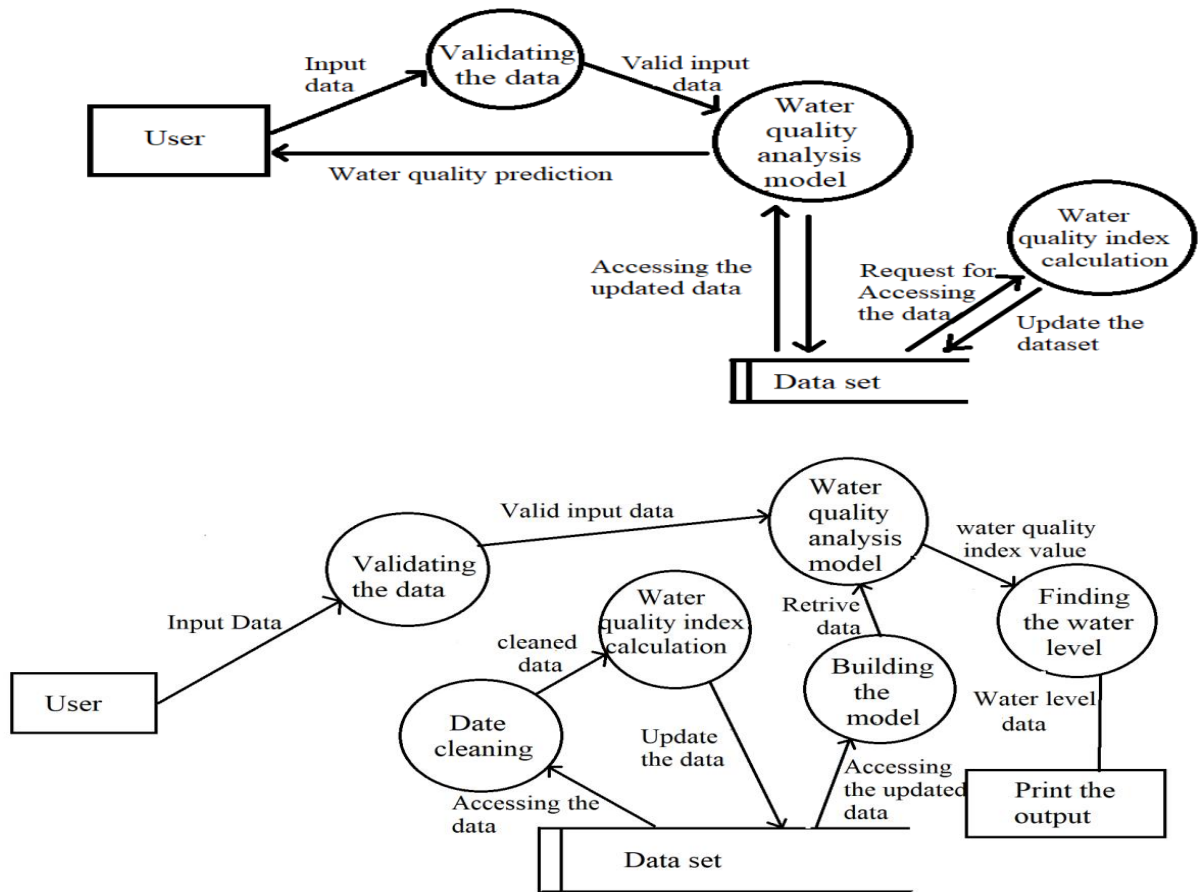 Input
data
Validating
the data
Valid input
data
User
Water
quality
analysis
model
Water quality prediction
Water
quality index
calculation
Accessing the
updated data
Request for
Accessing
the data
Update the
dataset
Data set
Valid input data
Water
quality
analysis
model
water quality
index value
Validating
the data
Input Data
Water
quality index
calculation
cleaned
data
Retrive
data
Finding
the water
level
User
Building
the
model
Date
cleaning
Update
the data
Water level
data
Accessing the
data
Accessing
the updated
data
Print the
output
Data set